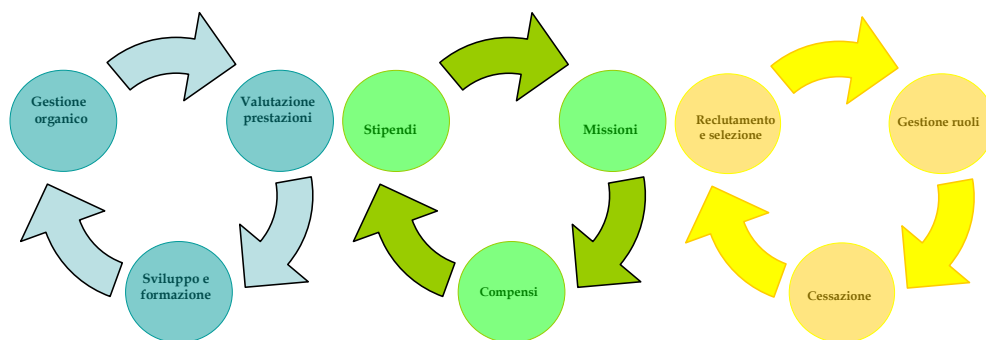 Gestione
organico
Valutazione
prestazioni
Sviluppo e
formazione
Stipendi
Missioni
Compensi
Reclutamento
e selezione
Gestione ruoli
Cessazione